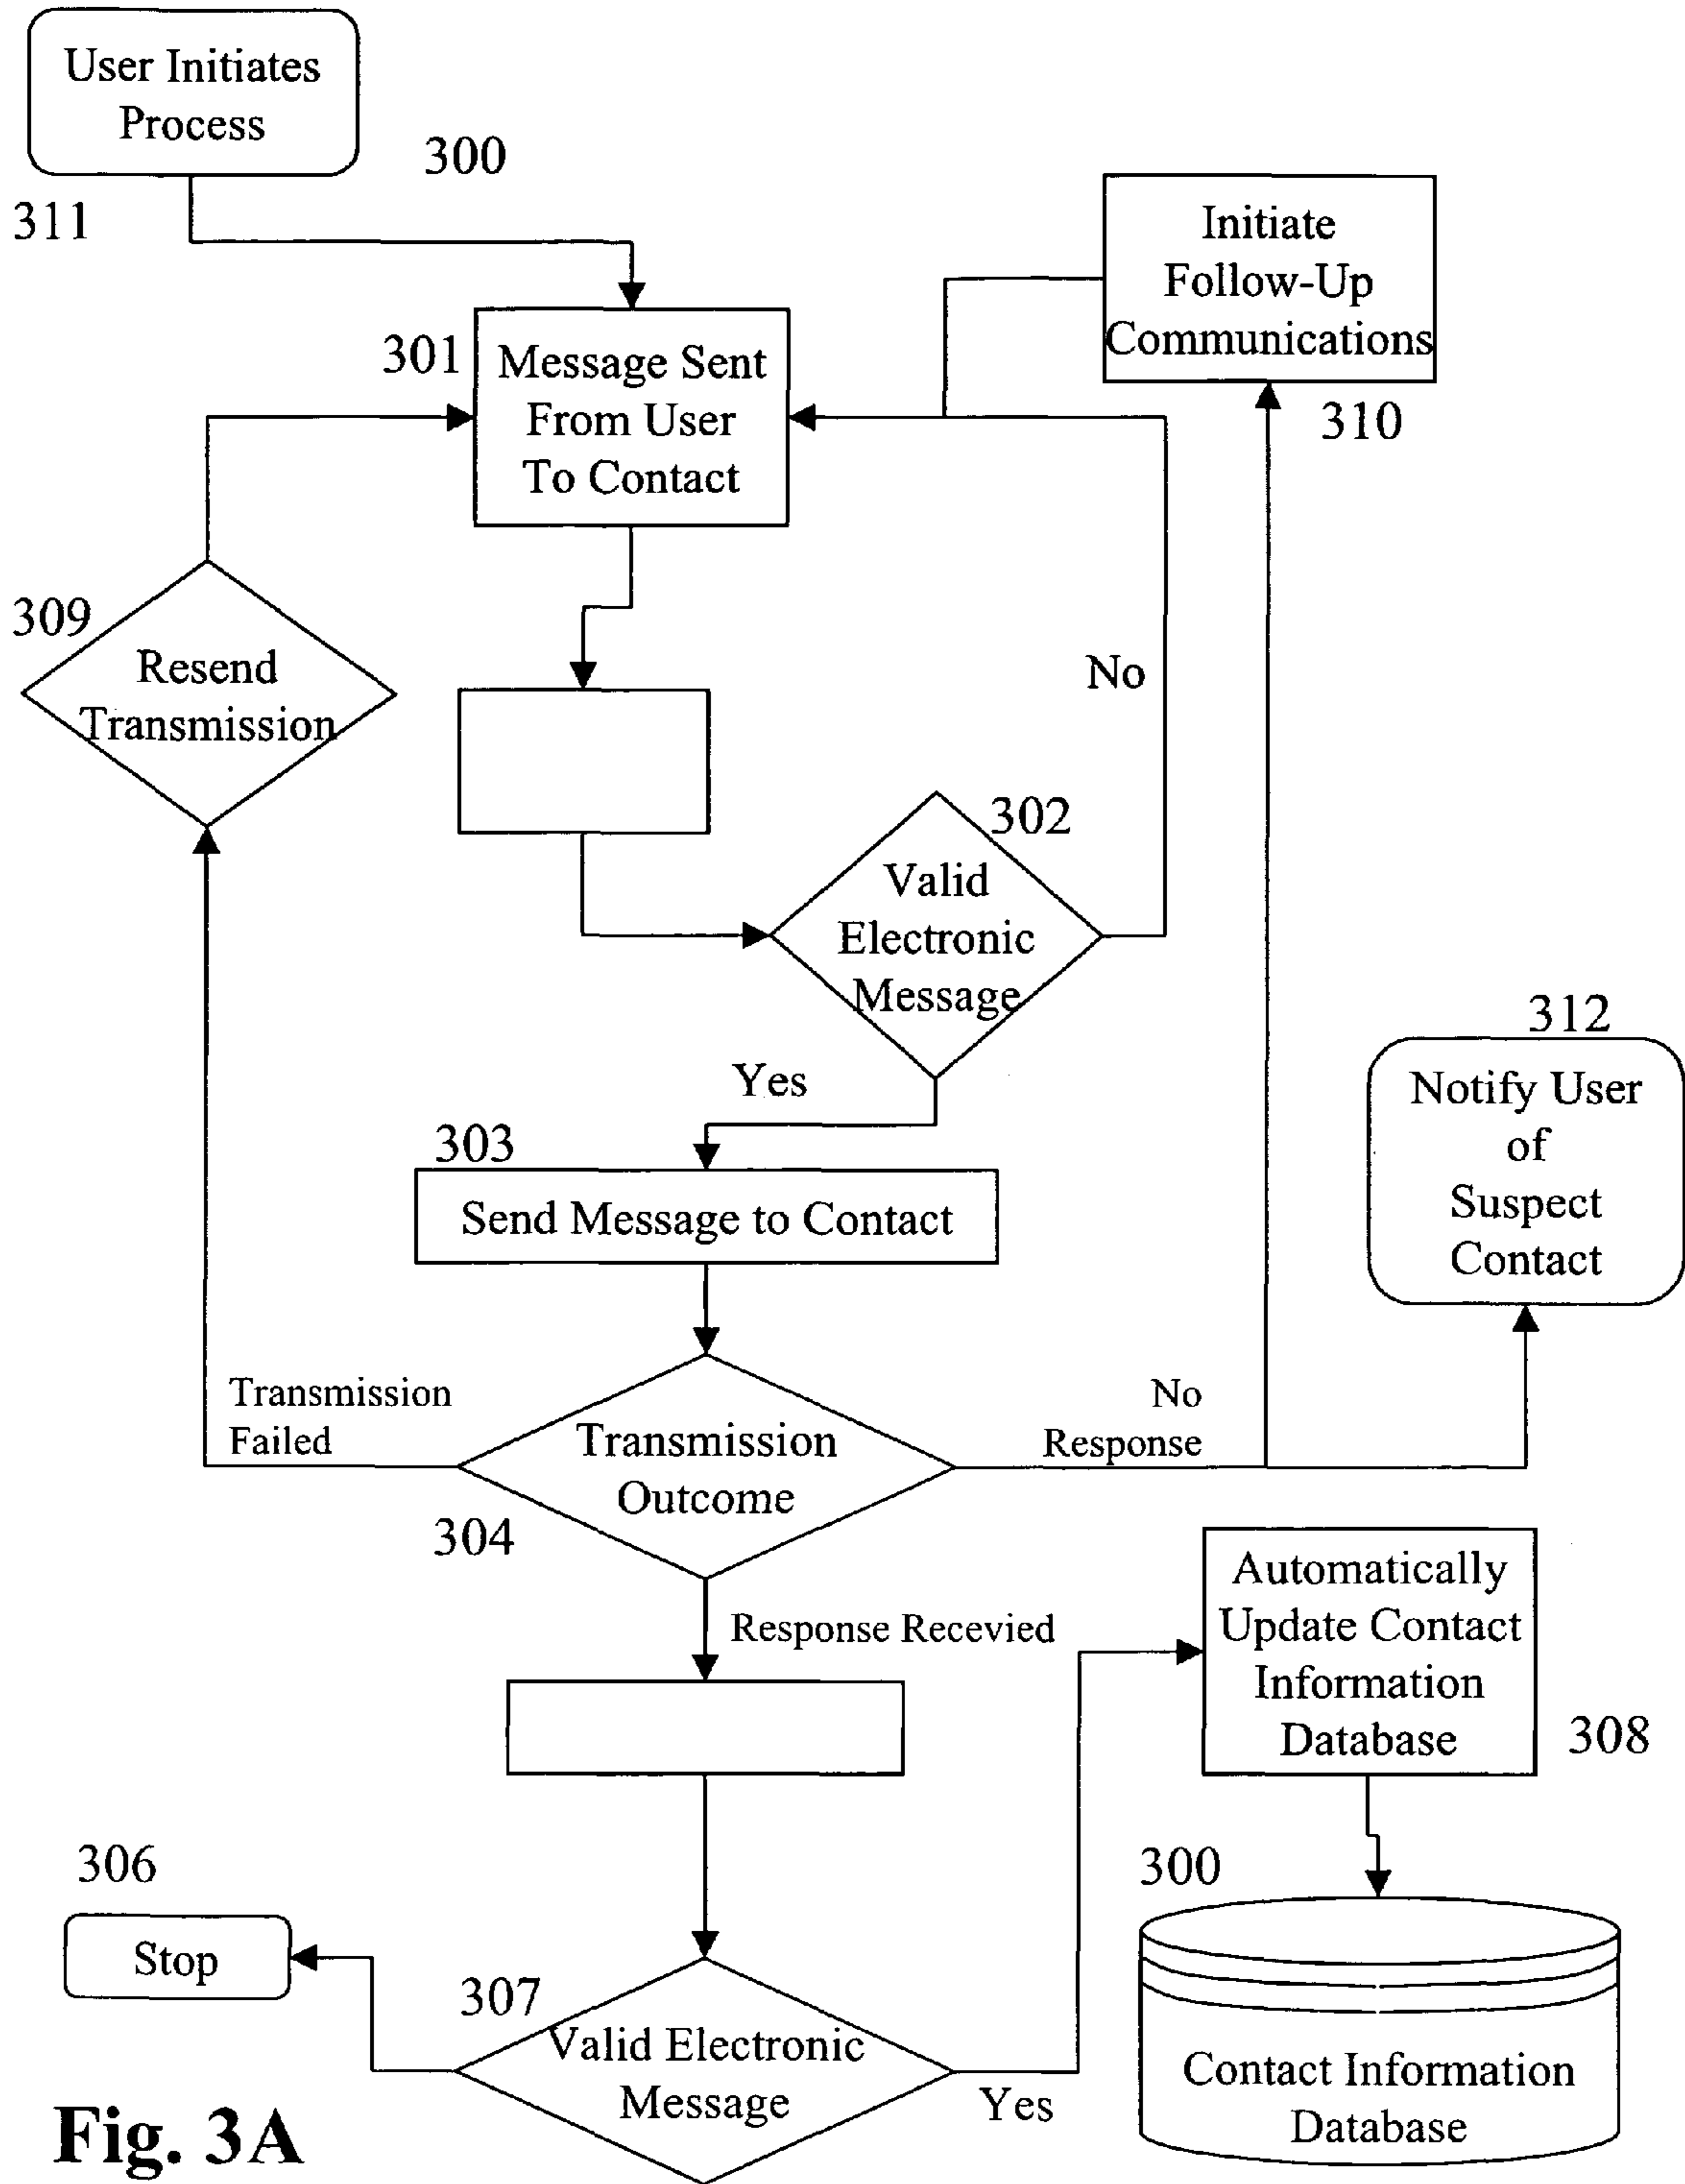 User Initiates
Process
300
311
Initiate
Follow-Up
Communications
310
301
Message Sent
From User
To Contact
309
Resend
Transmission
No
302
Valid
Electronic
Message
Yes
312
Notify User
of
Suspect
Contact
303
Send Message to Contact
Transmission
Failed
Transmission
Outcome
304
No
Response
Response Recevied
Automatically
Update Contact
Information
Database
308
306
Stop
307
Valid Electronic
Message
Yes
300
Contact Information
Database
Fig. 3A